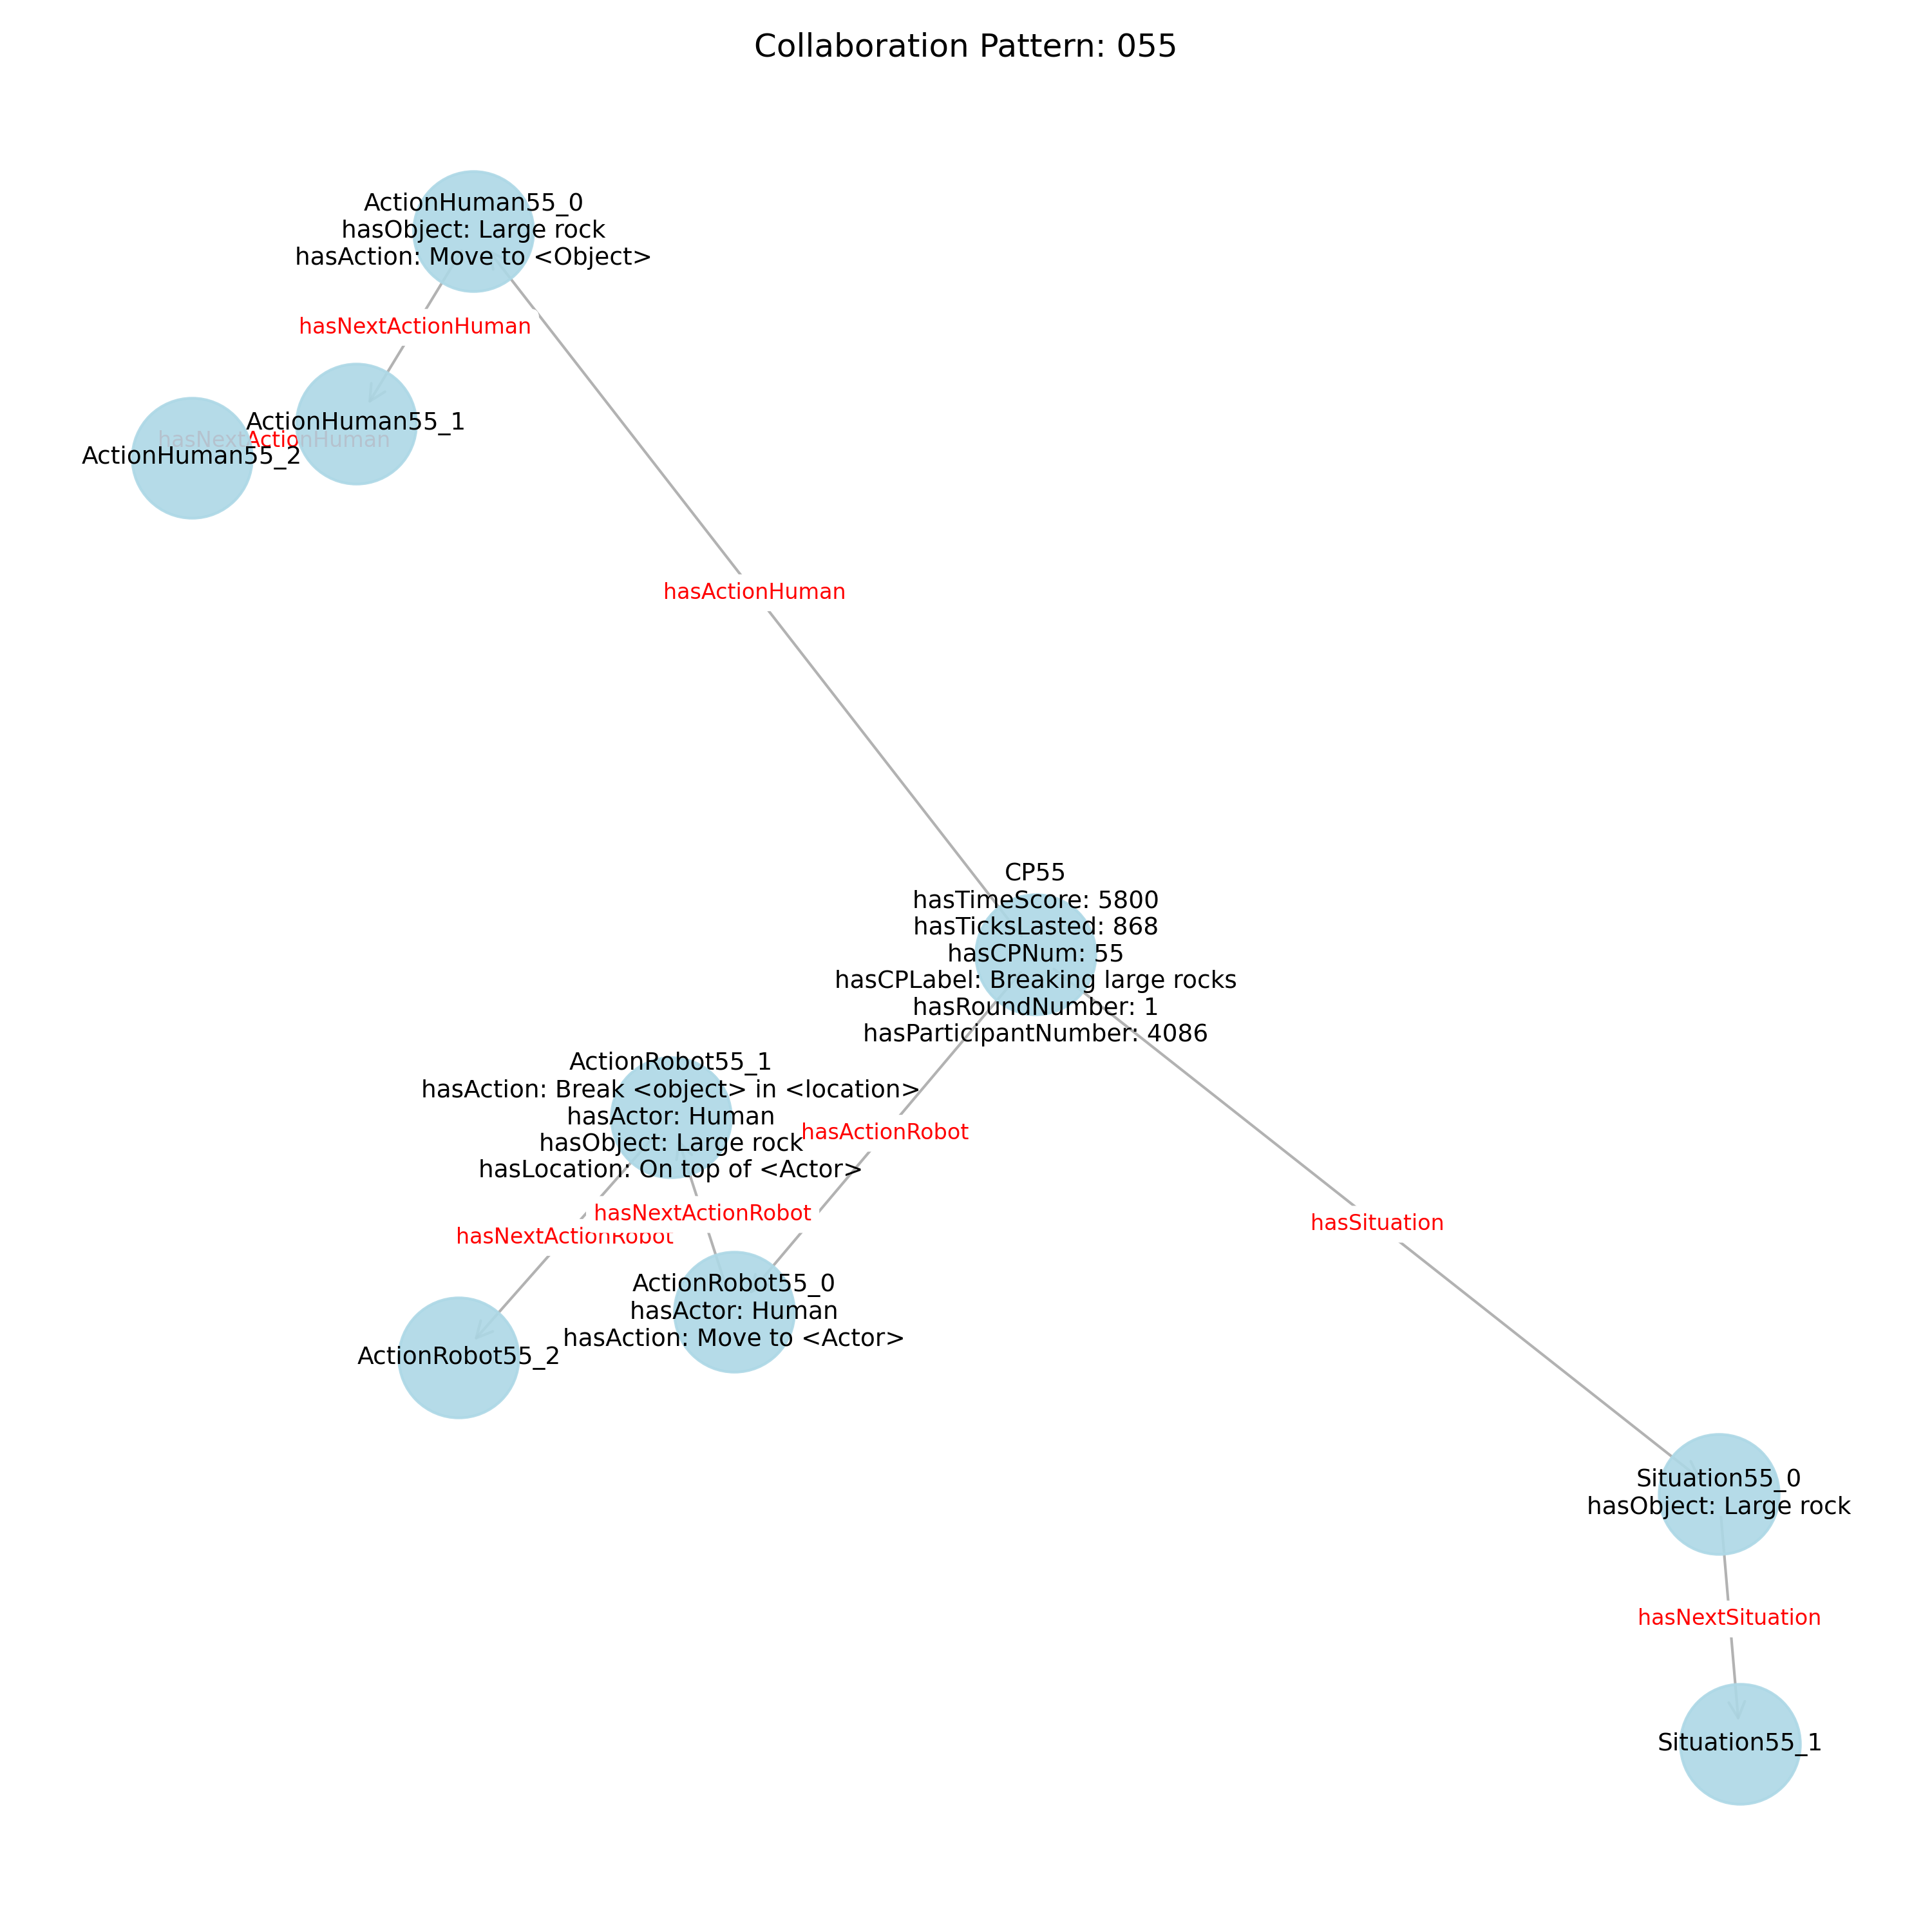 Collaboration Pattern: 055
ActionHuman55_0
hasObject: Large rock
hasAction: Move to <Object>
hasNextActionHuman
ActionHuman55_1
hasNextActionHuman
ActionHuman55_2
hasActionHuman
CP55
hasTimeScore: 5800
hasTicksLasted: 868
hasCPNum: 55
hasCPLabel: Breaking large rocks
hasRoundNumber: 1
hasParticipantNumber: 4086
ActionRobot55_1
hasAction: Break <object> in <location>
hasActor: Human
hasObject: Large rock
hasLocation: On top of <Actor>
hasActionRobot
hasNextActionRobot
hasNextActionRobot
ActionRobot55_0
hasActor: Human
hasAction: Move to <Actor>
ActionRobot55_2
hasSituation
Situation55_0
hasObject: Large rock
hasNextSituation
Situation55_1